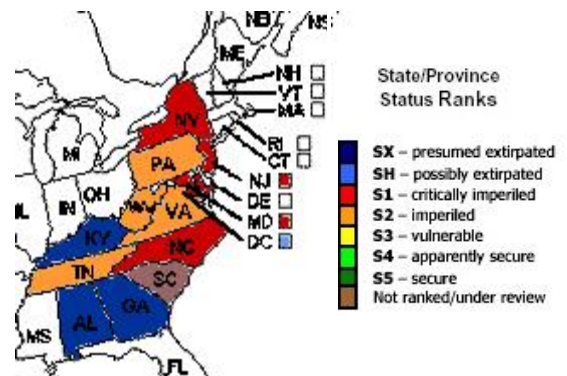 NB
NS
ME
NH
VT
MA
NY
RI
CT
MI
PA
NJ
DE
OH
IN
IL
WV
VA
MD
DC
KY
NC
TN
SC
MS
AL
GA
FL
State/Province
Status Ranks
SX – presumed extirpated
SH – possibly extirpated
S1 – critically imperiled
S2 – imperiled
S3 – vulnerable
S4 – apparently secure
S5 – secure
Not ranked/under review